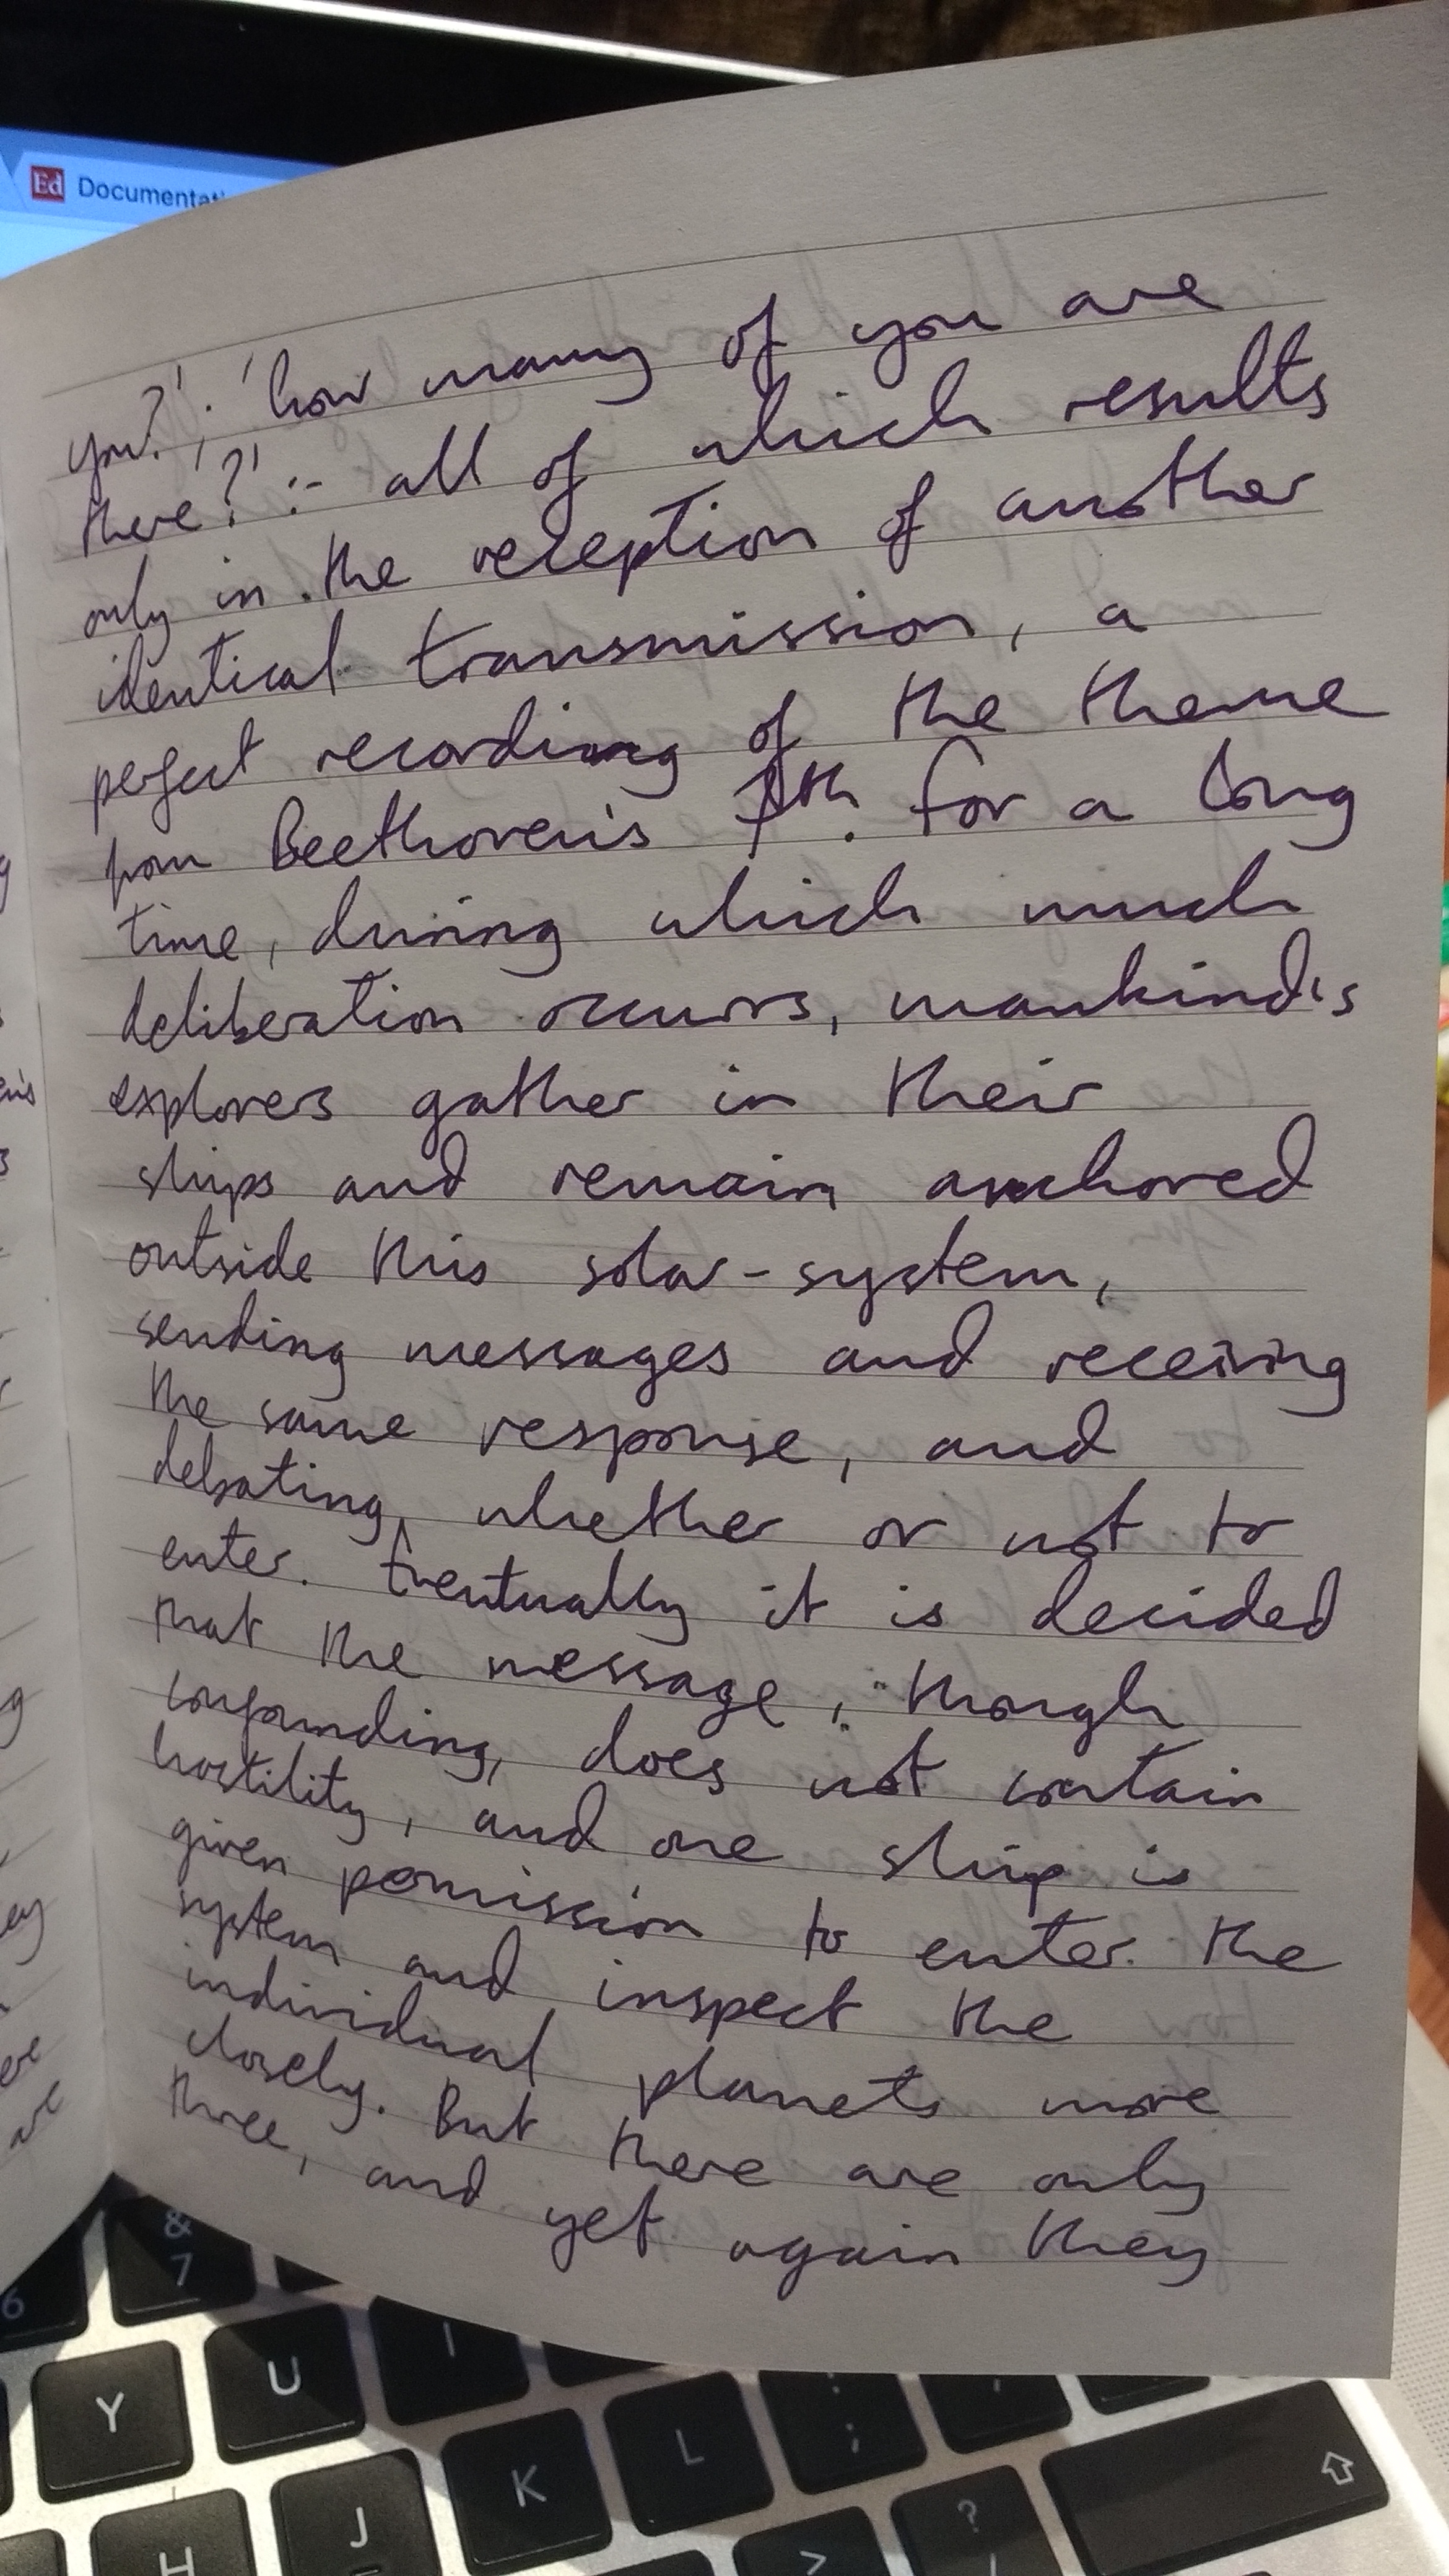 Ed Documentat
you?'; 'how many of you are
there?':- all of which results
only in the reception of another
identical transmission, a
perfect recording of the theme
from Beethoven's for a long
time, during which much
deliberation occurs, mankind's
explorers gather in their
ships and remain anchored
outside this solar-system,
sending messages and receiving
the same response, and
debating whether or not to
enter. Eventually it is decided
that the message, though
confounding, does not contain
hostility, and one ship is
given permission to enter the
system and inspect the
individual planets more
closely. But there are only
three, and yet again they
&
7
6
Y U I
H J K L : ;
> ? /